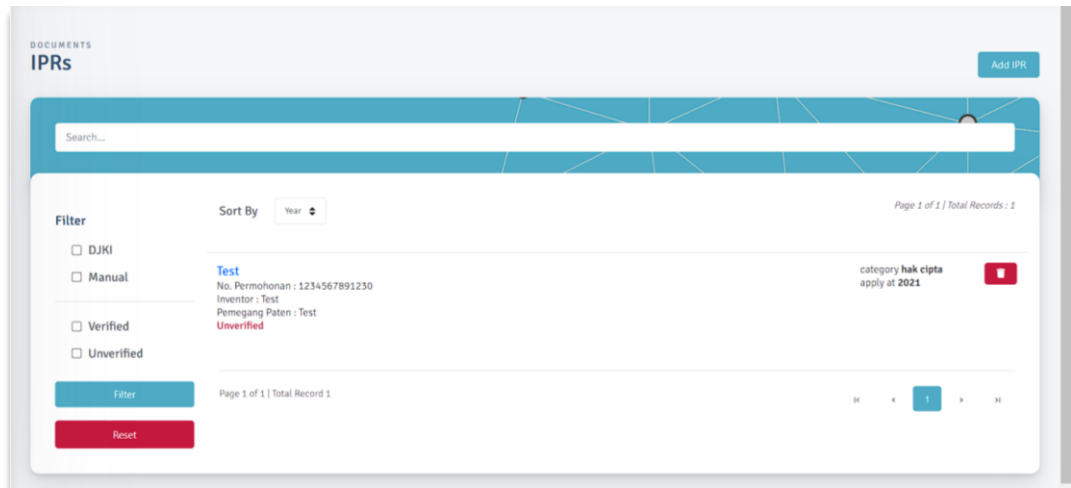 DOCUMENTS
IPRs
Add IPR
Search...
Filter
DJKI
Manual
Verified
Unverified
Filter
Reset
Sort By Year
Page 1 of 1 | Total Records : 1
Test
No. Permohonan : 1234567891230
Inventor : Test
Pemegang Paten : Test
Unverified
category hak cipta
apply at 2021
Page 1 of 1 | Total Record 1
1